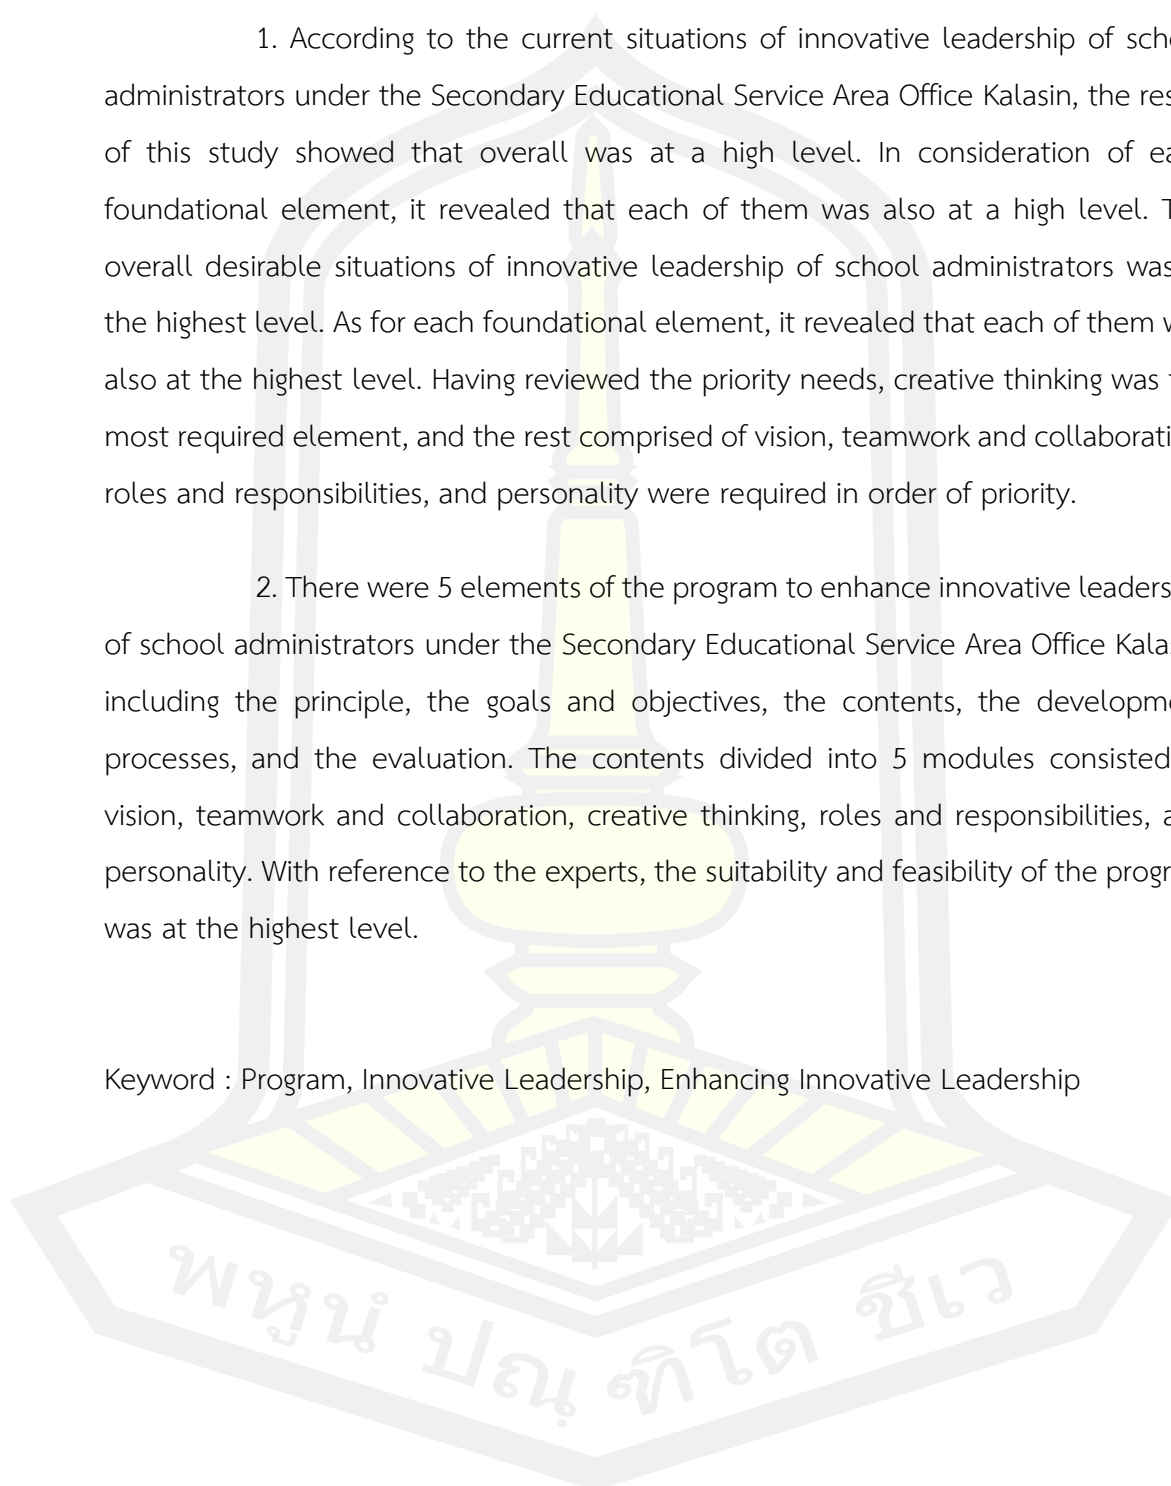 1. According to the current situations of innovative leadership of
administrators under the Secondary Educational Service Area Office Kalasin, the
of this study showed that overall was at a high level. In consideration of
foundational element, it revealed that each of them was also at a high level.
overall desirable situations of innovative leadership of school administrators was
the highest level. As for each foundational element, it revealed that each of them
also at the highest level. Having reviewed the priority needs, creative thinking was
most required element, and the rest comprised of vision, teamwork and
roles and responsibilities, and personality were required in order of priority.
2. There were 5 elements of the program to enhance innovative
of school administrators under the Secondary Educational Service Area Office
including the principle, the goals and objectives, the contents, the
processes, and the evaluation. The contents divided into 5 modules consisted
vision, teamwork and collaboration, creative thinking, roles and responsibilities,
personality. With reference to the experts, the suitability and feasibility of the
was at the highest level.
Keyword : Program, Innovative Leadership, Enhancing Innovative Leadership
พหูนํ ปณฺฑิโต ชีเว